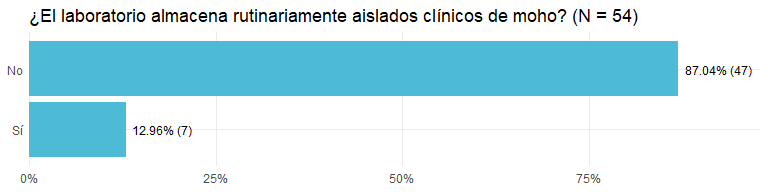 ¿El laboratorio almacena rutinariamente aislados clínicos de moho? (N = 54)
No
87.04% (47)
Sí
12.96% (7)
0%
25%
50%
75%